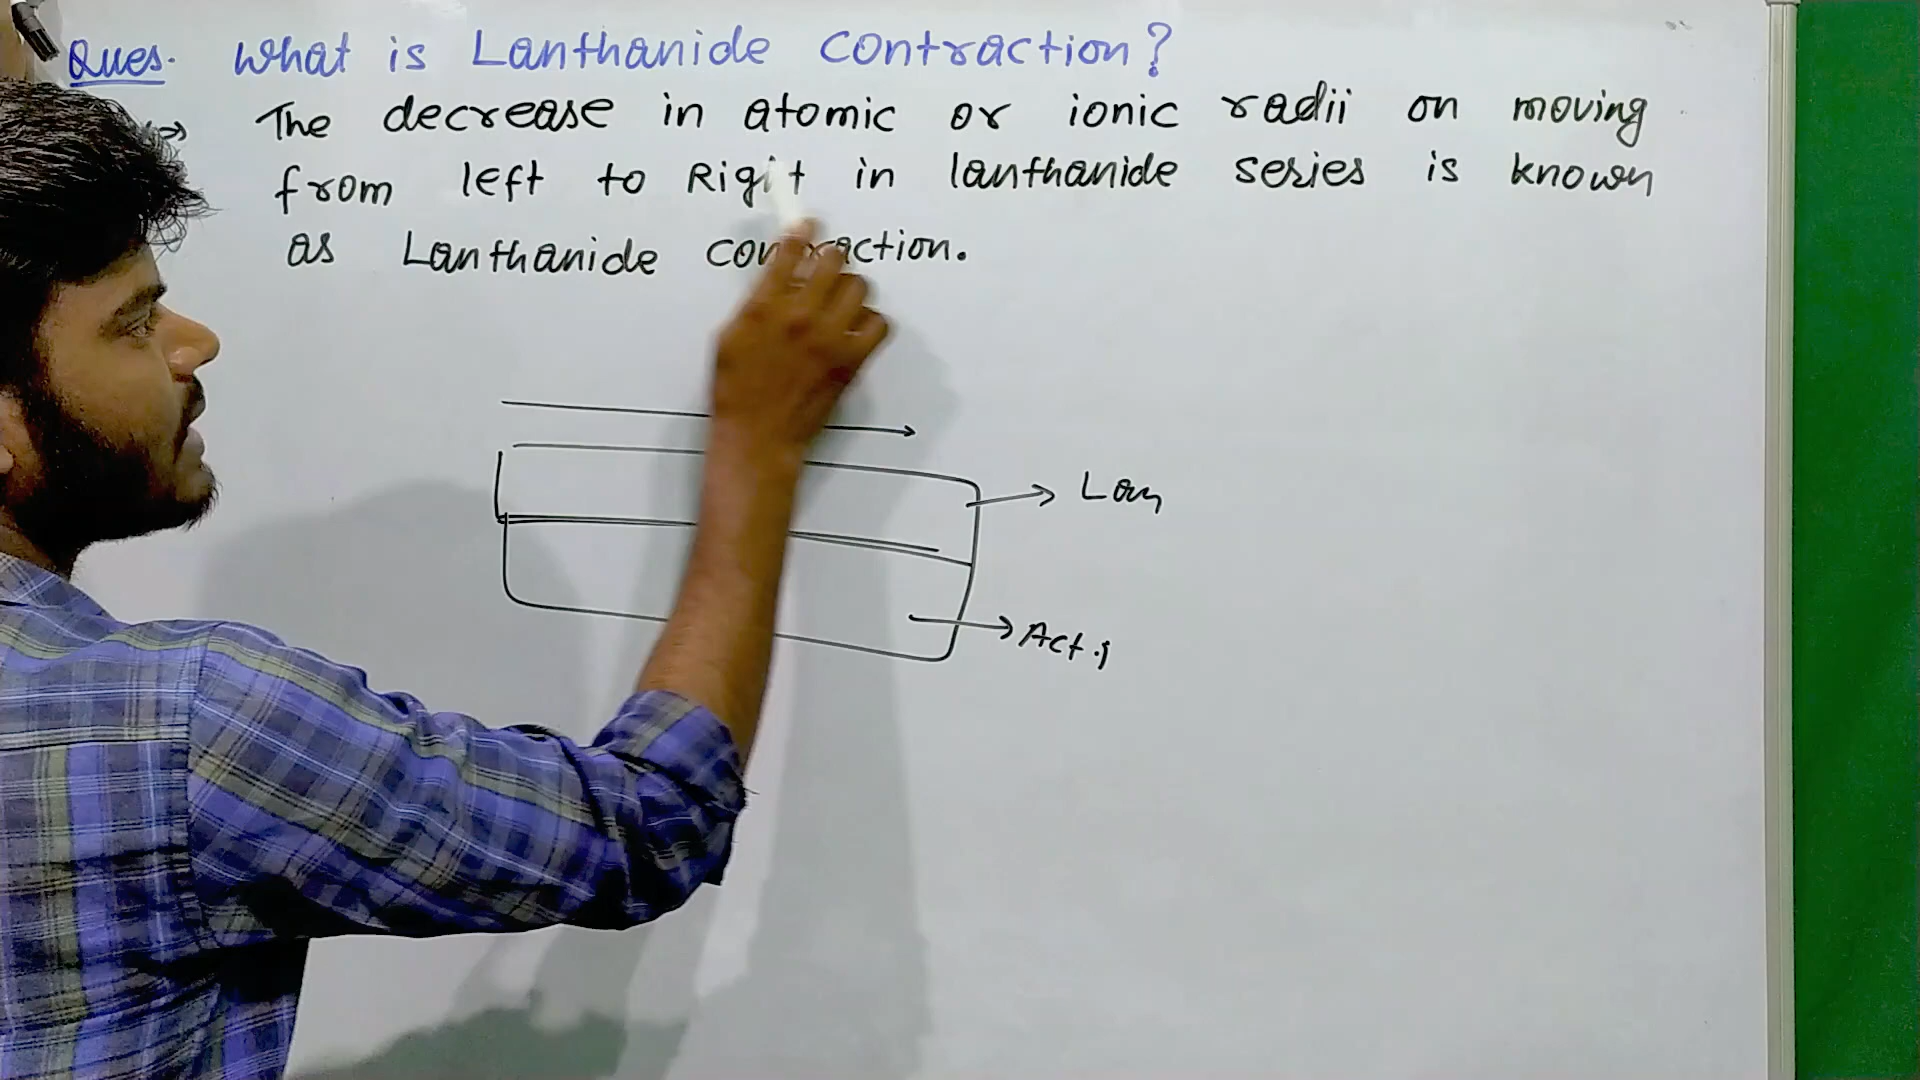 Ques. What is Lanthanide Contraction?
=> The decrease in atomic or ionic radii on moving
from left to Right in lanthanide series is known
as Lanthanide contraction.
Lan
Act.